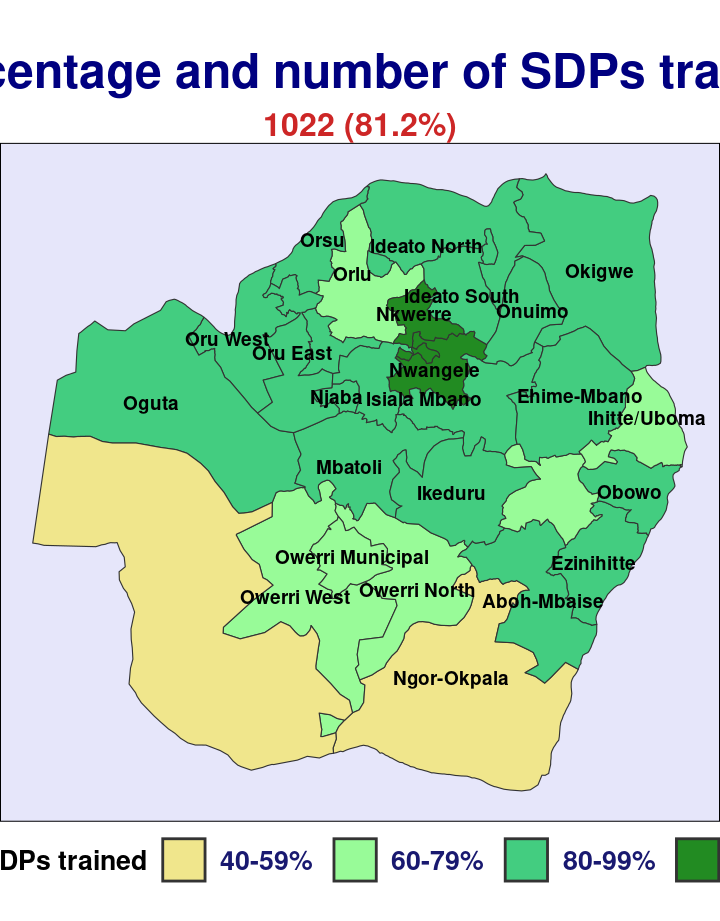 centage and number of SDPs tra
1022 (81.2%)
Orsu
Ideato North
Orlu
Okigwe
Ideato South
Nkwerre
Onuimo
Oru West
Oru East
Nwangele
Njaba
Isiala Mbano
Ehime-Mbano
Oguta
Ihitte/Uboma
Mbatoli
Ikeduru
Obowo
Owerri Municipal
Ezinihitte
Owerri West
Owerri North
Aboh-Mbaise
Ngor-Okpala
DPs trained 40-59% 60-79% 80-99%